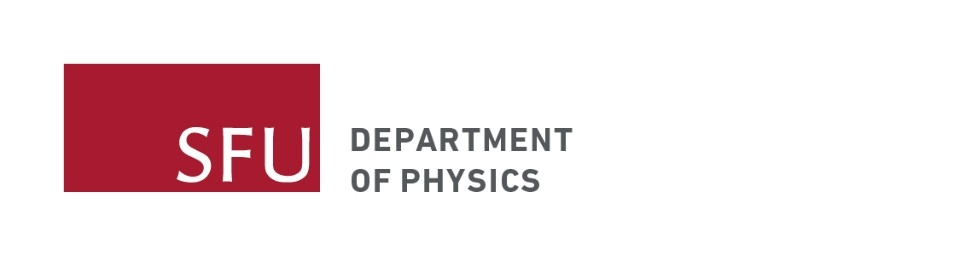 SFU
DEPARTMENT
OF PHYSICS